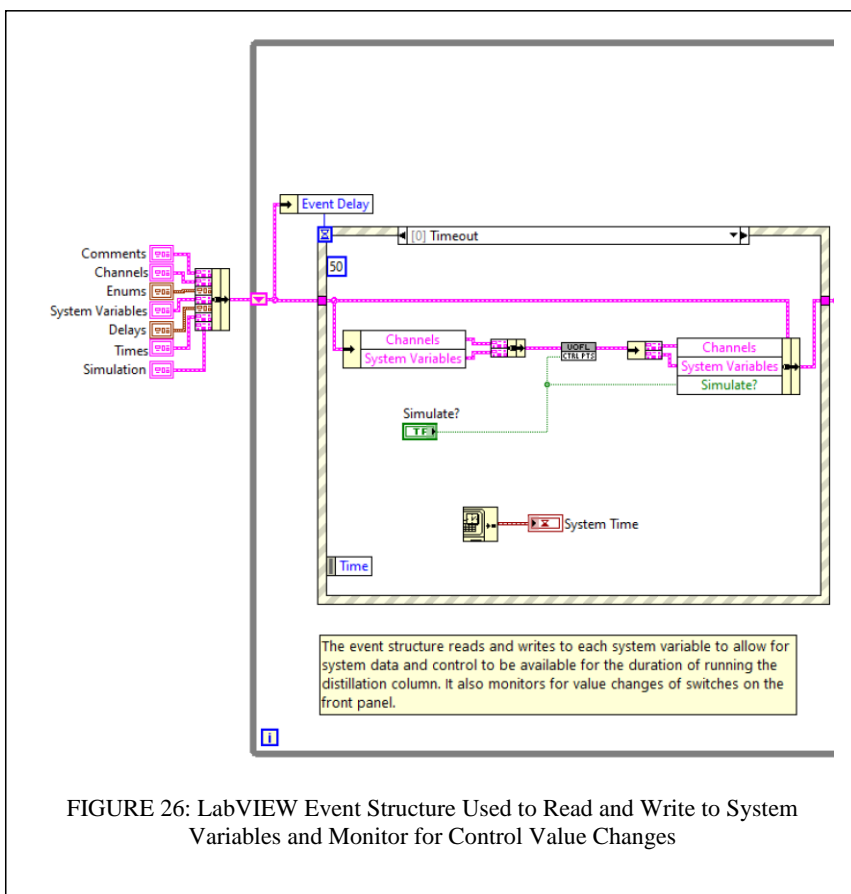 Event Delay
[0] Timeout
50
Comments
Channels
Enums
System Variables
Delays
Times
Simulation
Channels
System Variables
UOFL
CTRL PTS
Channels
System Variables
Simulate?
Simulate?
TF
System Time
Time
The event structure reads and writes to each system variable to allow for
system data and control to be available for the duration of running the
distillation column. It also monitors for value changes of switches on the
front panel.
i
FIGURE 26: LabVIEW Event Structure Used to Read and Write to System
Variables and Monitor for Control Value Changes